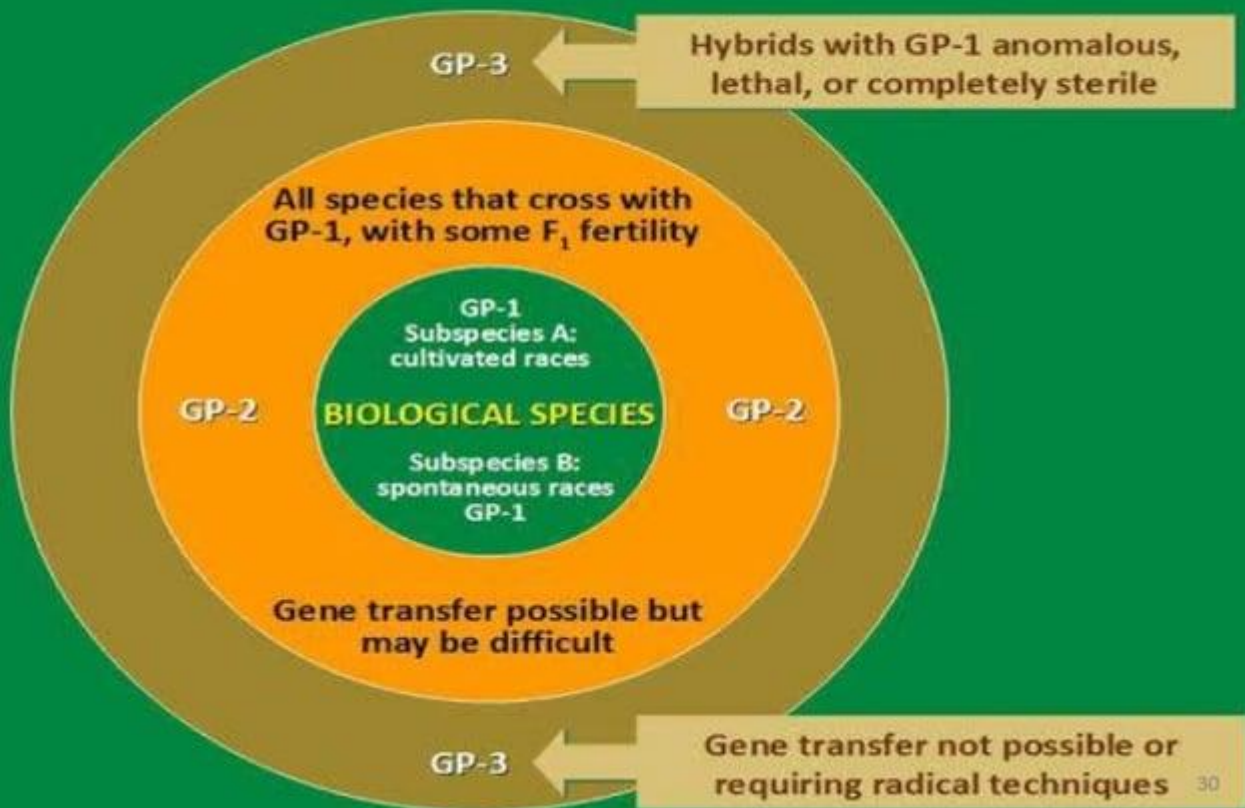 GP-3
Hybrids with GP-1 anomalous,
lethal, or completely sterile
All species that cross with
GP-1, with some F₁ fertility
GP-1
Subspecies A:
cultivated races
GP-2
BIOLOGICAL SPECIES
GP-2
Subspecies B:
spontaneous races
GP-1
Gene transfer possible but
may be difficult
GP-3
Gene transfer not possible or
requiring radical techniques
30